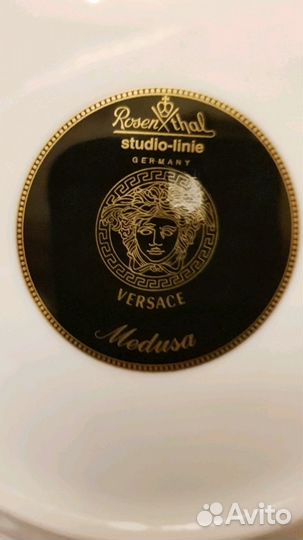 Rosenthal
studio-linie
GERMANY
VERSACE
Medusa
Avito